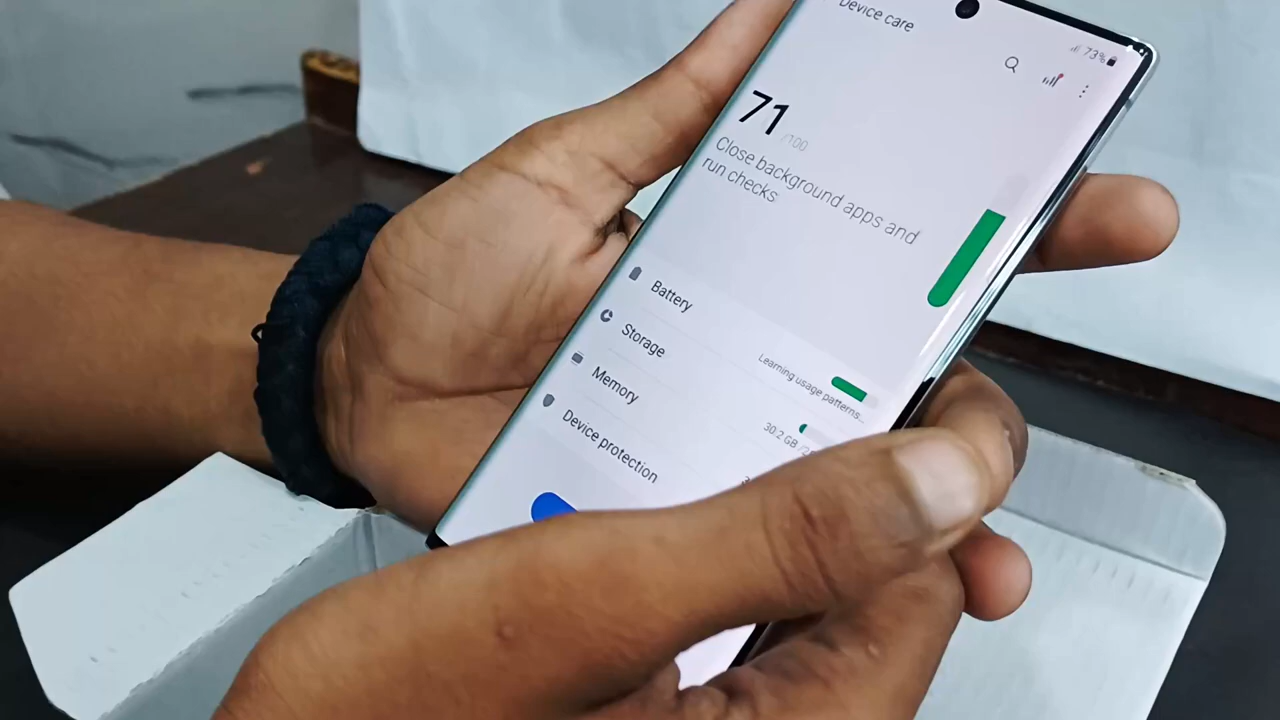 Device care
73%
71
/100
Close background apps and
run checks
Battery
Learning usage patterns..
Storage
30.2 GB
Memory
Device protection